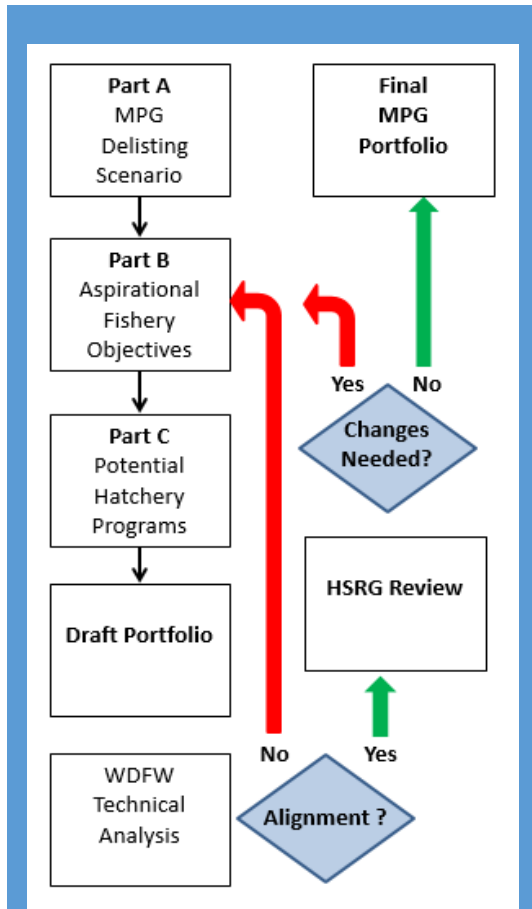 Part A
MPG
Delisting
Scenario
Part B
Aspirational
Fishery
Objectives
Part C
Potential
Hatchery
Programs
Draft Portfolio
WDFW
Technical
Analysis
No
Yes
Alignment ?
HSRG Review
Changes
Needed?
Yes
No
Final
MPG
Portfolio